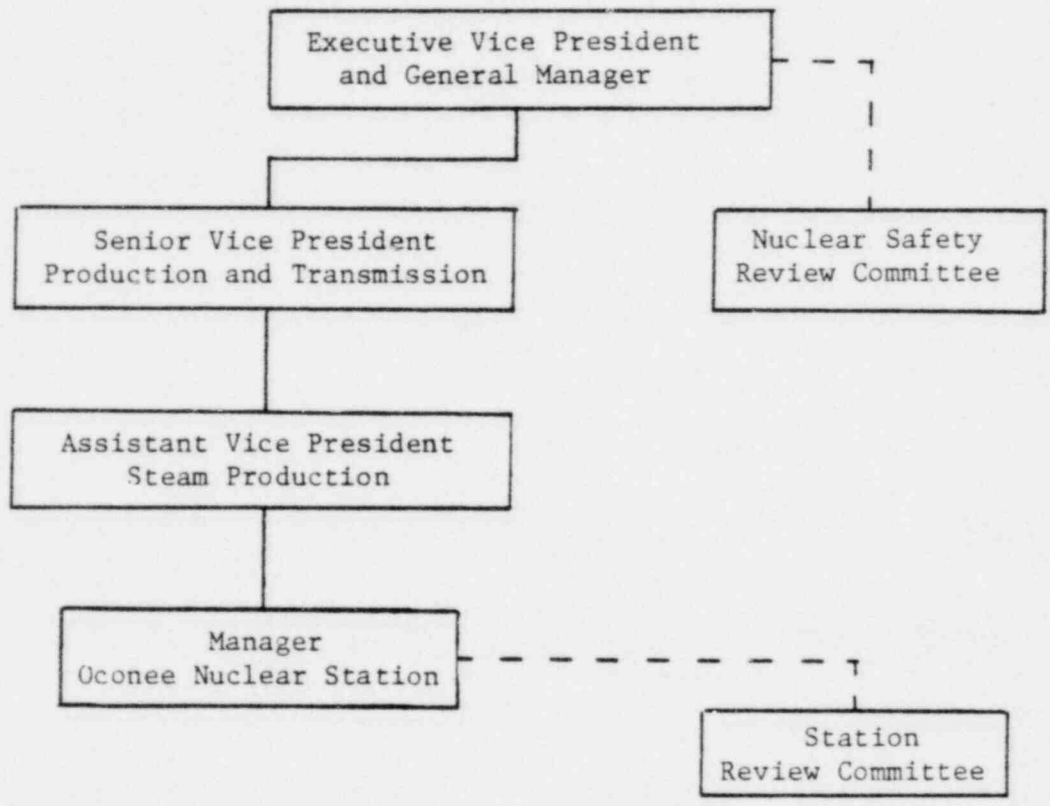 Executive Vice President
and General Manager
Senior Vice President
Production and Transmission
Nuclear Safety
Review Committee
Assistant Vice President
Steam Production
Manager
Oconee Nuclear Station
Station
Review Committee